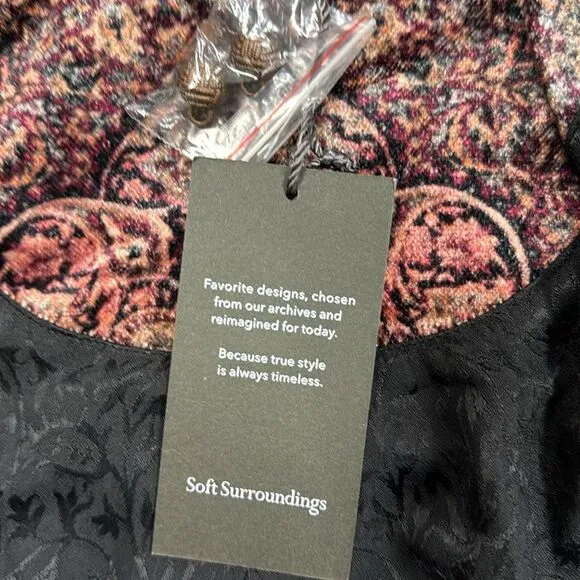 Favorite designs, chosen
from our archives and
reimagined for today.
Because true style
is always timeless.
Soft Surroundings